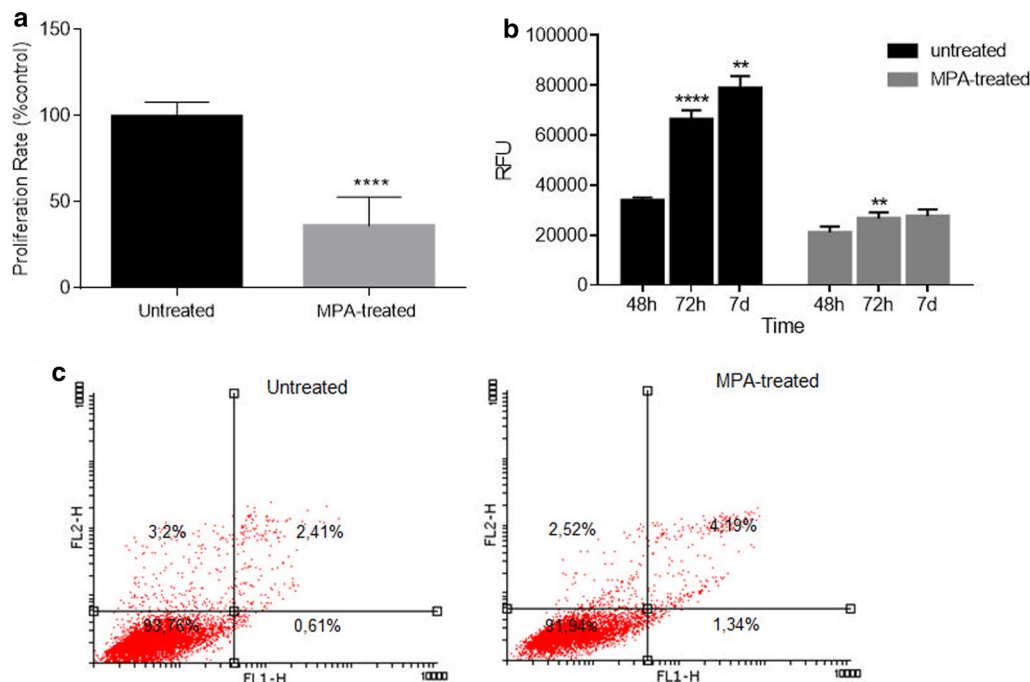 a
150
100
50
0
Proliferation Rate (%control)
****
Untreated
MPA-treated
b
100000
80000
60000
40000
20000
0
RFU
****
**
**
untreated
MPA-treated
48h 72h 7d 48h 72h 7d
Time
c
Untreated
3,2%
2,41%
93,76%
0,61%
FL2-H
FL1-H
10000
MPA-treated
2,52%
4,19%
91,94%
1,34%
FL2-H
FL1-H
10000